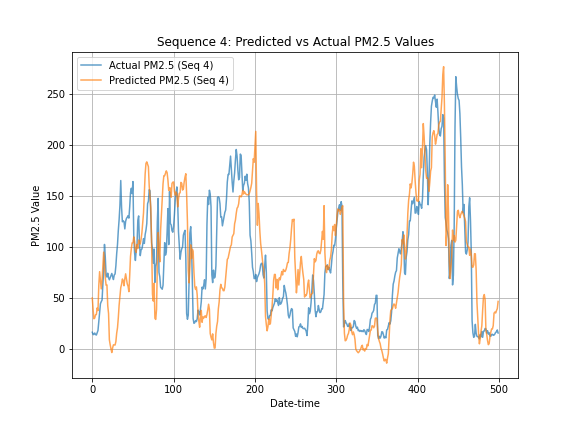 Sequence 4: Predicted vs Actual PM2.5 Values
Actual PM2.5 (Seq 4)
Predicted PM2.5 (Seq 4)
PM2.5 Value
250
200
150
100
50
0
0 100 200 300 400 500
Date-time